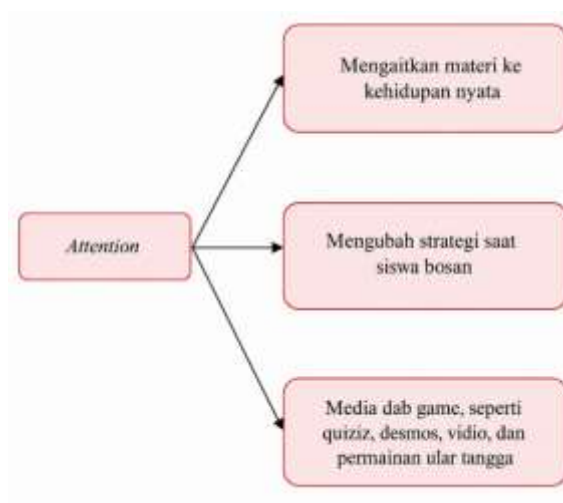 Mengaitkan materi ke
kehidupan nyata
Attention
Mengubah strategi saat
siswa bosan
Media dab game, seperti
quiziz, desmos, vidio, dan
permainan ular tangga